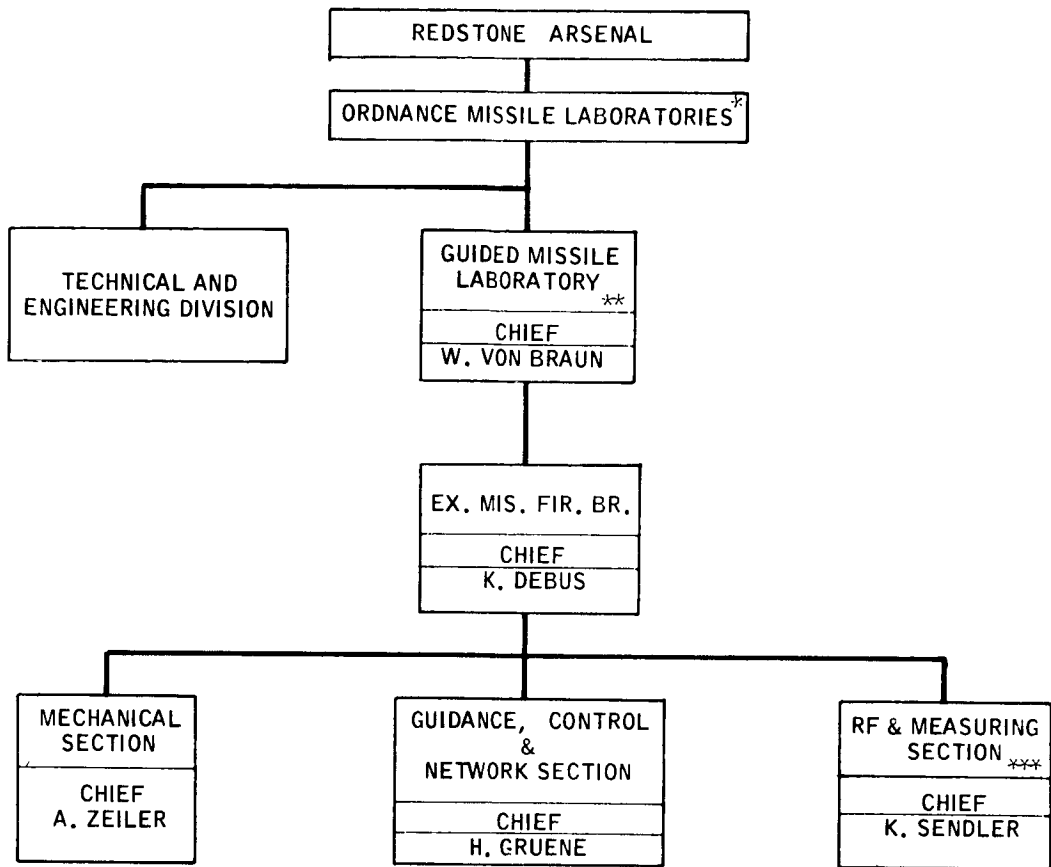 REDSTONE ARSENAL
ORDNANCE MISSILE LABORATORIES*
TECHNICAL AND
ENGINEERING DIVISION
GUIDED MISSILE
LABORATORY
**
CHIEF
W. VON BRAUN
EX. MIS. FIR. BR.
CHIEF
K. DEBUS
MECHANICAL
SECTION
CHIEF
A. ZEILER
GUIDANCE, CONTROL
&
NETWORK SECTION
CHIEF
H. GRUENE
RF & MEASURING
SECTION ***
CHIEF
K. SENDLER